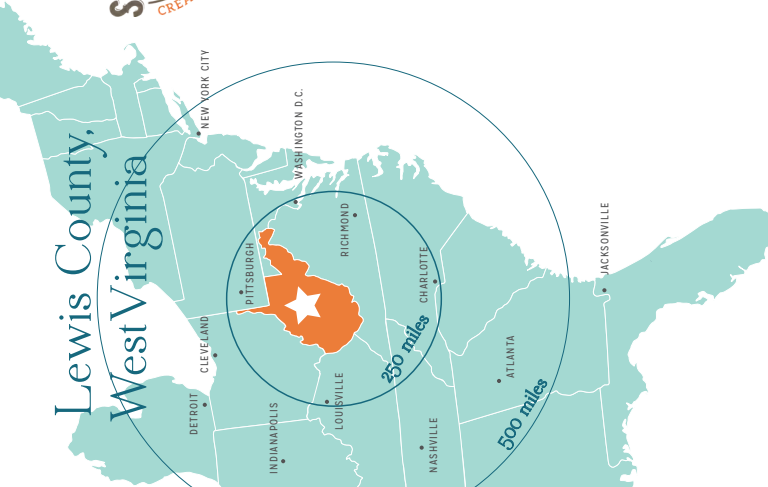 Lewis County,
West Virginia
NEW YORK CITY
WASHINGTON D.C.
PITTSBURGH
RICHMOND
CLEVELAND
CHARLOTTE
JACKSONVILLE
DETROIT
250 miles
ATLANTA
INDIANAPOLIS
LOUISVILLE
NASHVILLE
500 miles